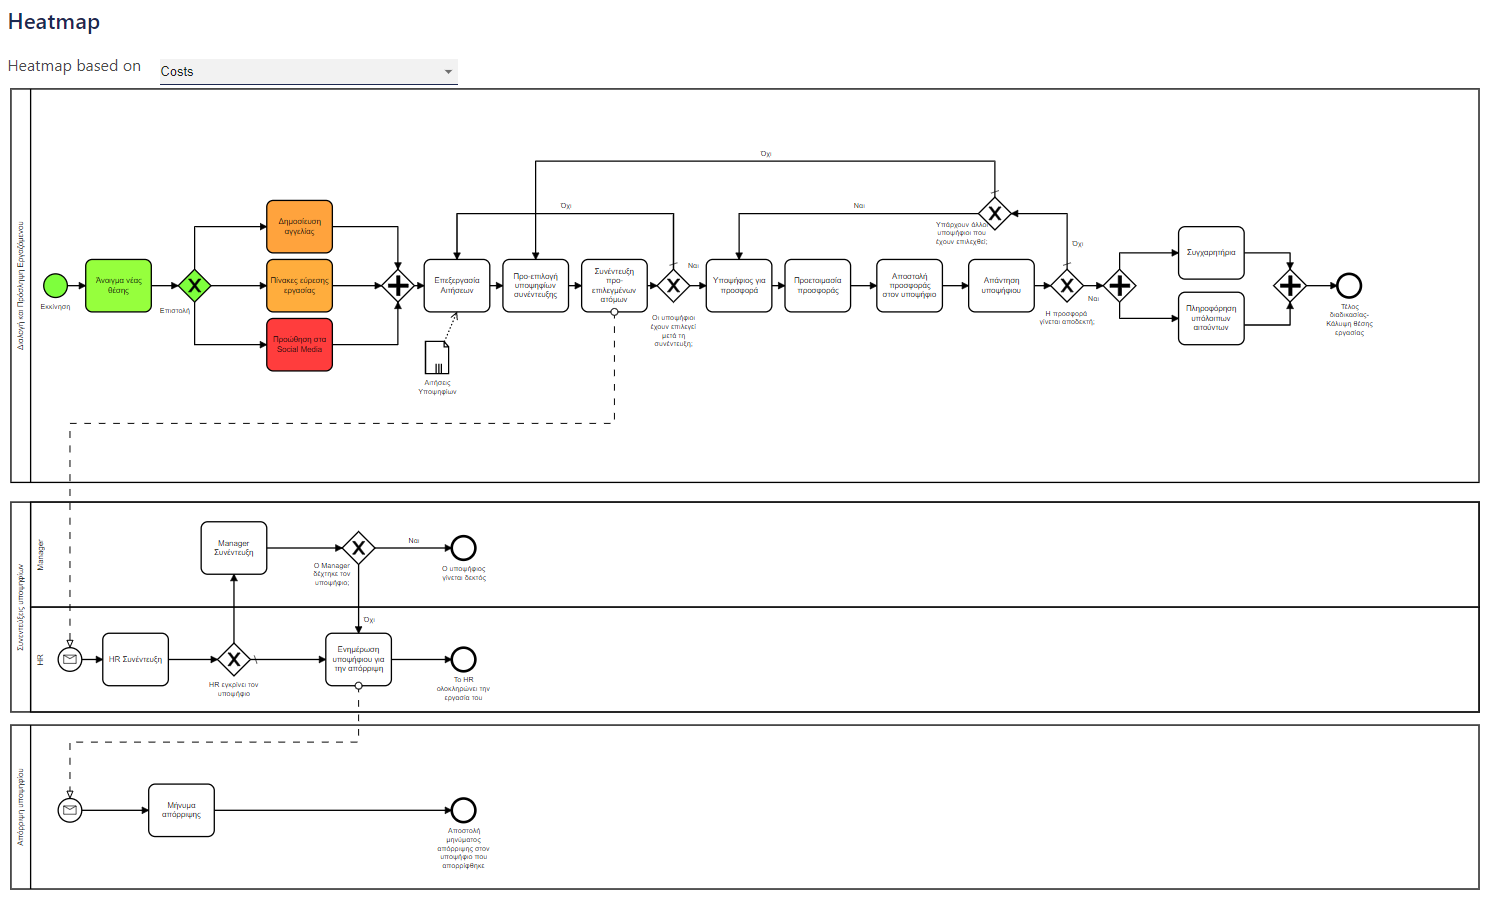 Heatmap
Heatmap based on
Costs
Διαλογή και Πρόσληψη Εργαζόμενου
Εκκίνηση
Άνοιγμα νέας
θέσης
Επιστολή
Δημοσίευση
αγγελίας
Πίνακες εύρεσης
εργασίας
Προώθηση στα
Social Media
Επεξεργασία
Αιτήσεων
Αιτήσεις
Υποψηφίων
Προ-επιλογή
υποψηφίων
συνέντευξης
Συνέντευξη
προ-
επιλεγμένων
ατόμων
Όχι
Όχι
Ναι
Οι υποψήφιοι
έχουν επιλεγεί
μετά τη
συνέντευξη;
Υποψήφιος για
προσφορά
Προετοιμασία
προσφοράς
Αποστολή
προσφοράς
στον υποψήφιο
Απάντηση
υποψηφίου
Ναι
Υπάρχουν άλλοι
υποψήφιοι που
έχουν επιλεχθεί;
Όχι
Η προσφορά
γίνεται αποδεκτή;
Ναι
Συγχαρητήρια
Πληροφόρηση
υπόλοιπων
αιτούντων
Τέλος
διαδικασίας-
Κάλυψη θέσης
εργασίας
Συνεντεύξεις υποψηφίων
Manager
Manager
Συνέντευξη
Ο Manager
δέχτηκε τον
υποψήφιο;
Ναι
Ο υποψήφιος
γίνεται δεκτός
Όχι
HR
HR Συνέντευξη
HR εγκρίνει τον
υποψήφιο
Ενημέρωση
υποψηφίου για
την απόρριψη
Το HR
ολοκληρώνει την
εργασία του
Απόρριψη υποψηφίου
Μήνυμα
απόρριψης
Αποστολή
μηνύματος
απόρριψης στον
υποψήφιο που
απορρίφθηκε